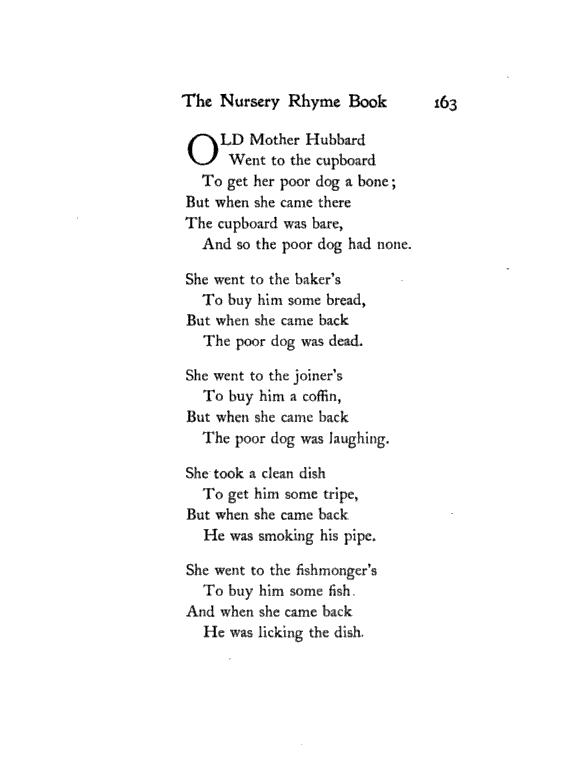 The Nursery Rhyme Book 163
OLD Mother Hubbard
Went to the cupboard
To get her poor dog a bone;
But when she came there
The cupboard was bare,
And so the poor dog had none.
She went to the baker's
To buy him some bread,
But when she came back
The poor dog was dead.
She went to the joiner's
To buy him a coffin,
But when she came back
The poor dog was laughing.
She took a clean dish
To get him some tripe,
But when she came back
He was smoking his pipe.
She went to the fishmonger's
To buy him some fish.
And when she came back
He was licking the dish.